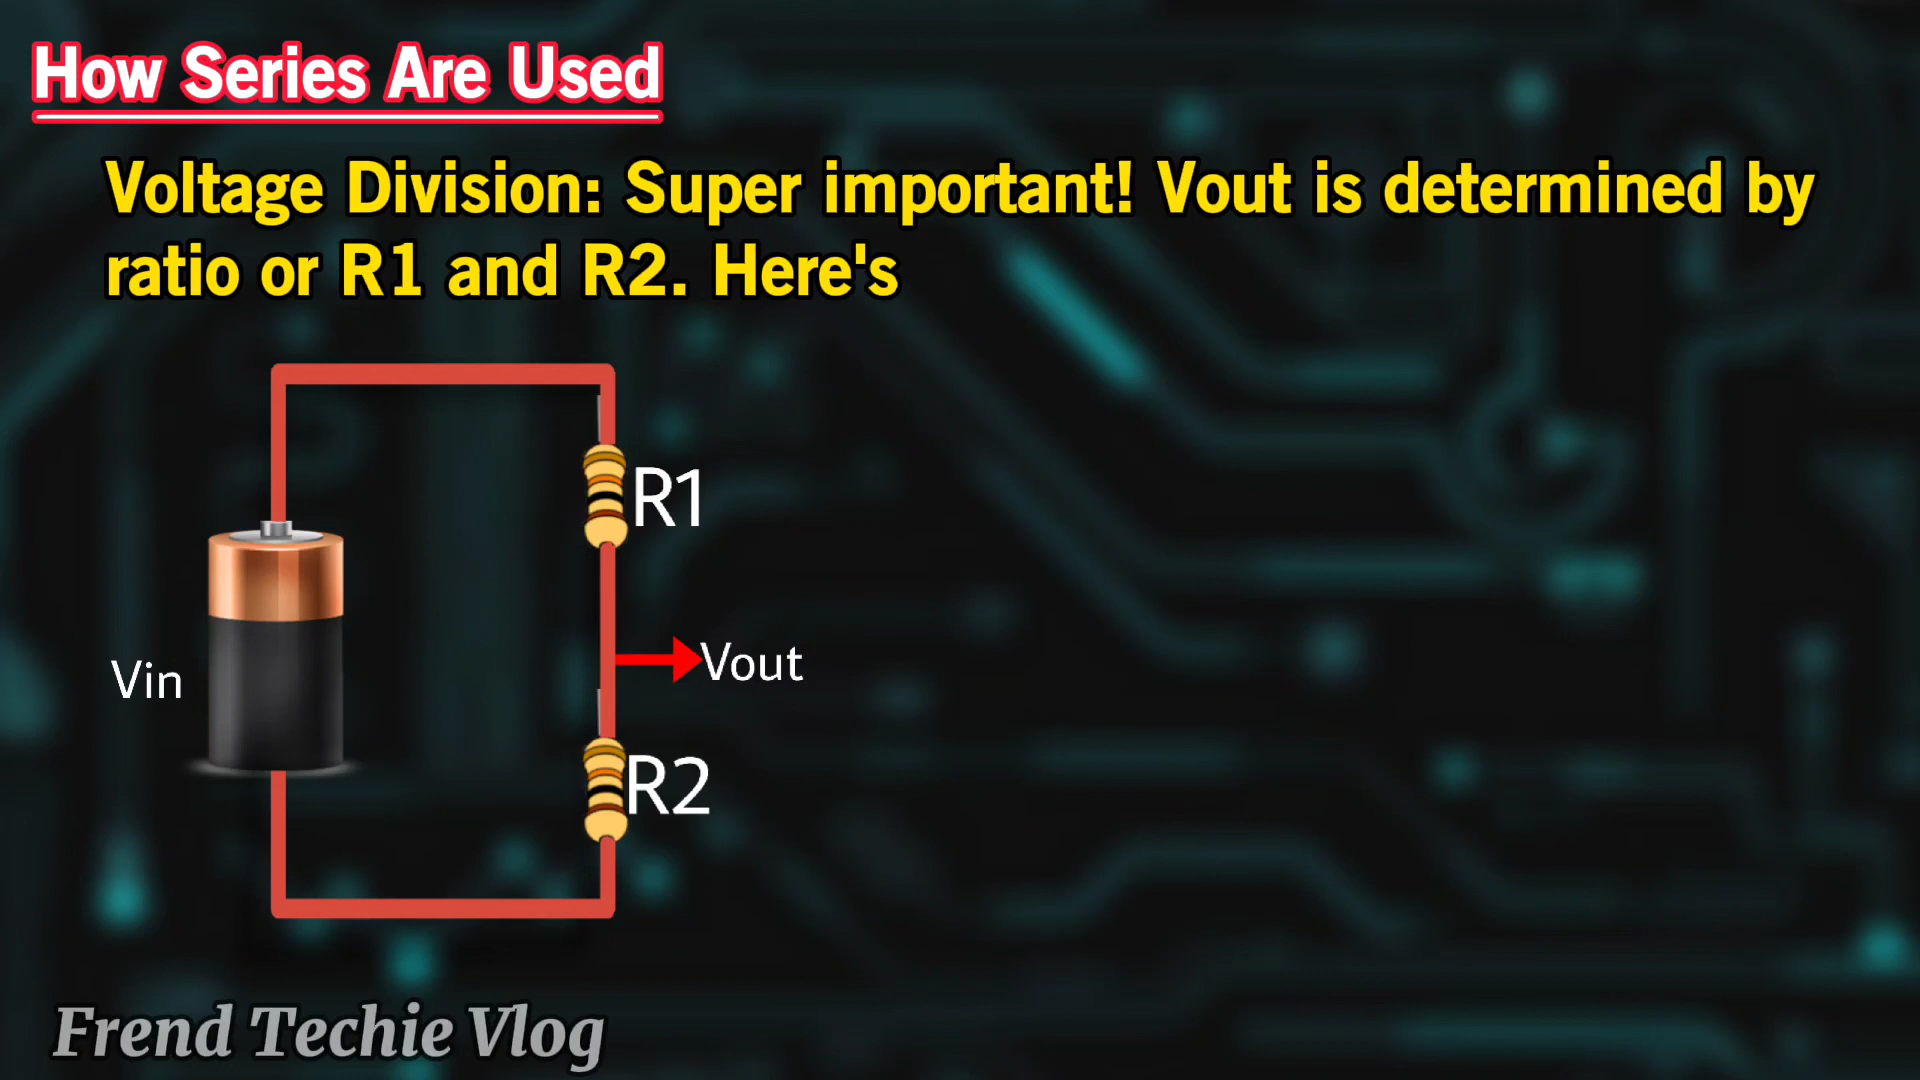 How Series Are Used
Voltage Division: Super important! Vout is determined by
ratio or R1 and R2. Here's
R1
Vin
Vout
R2
Frend Techie Vlog